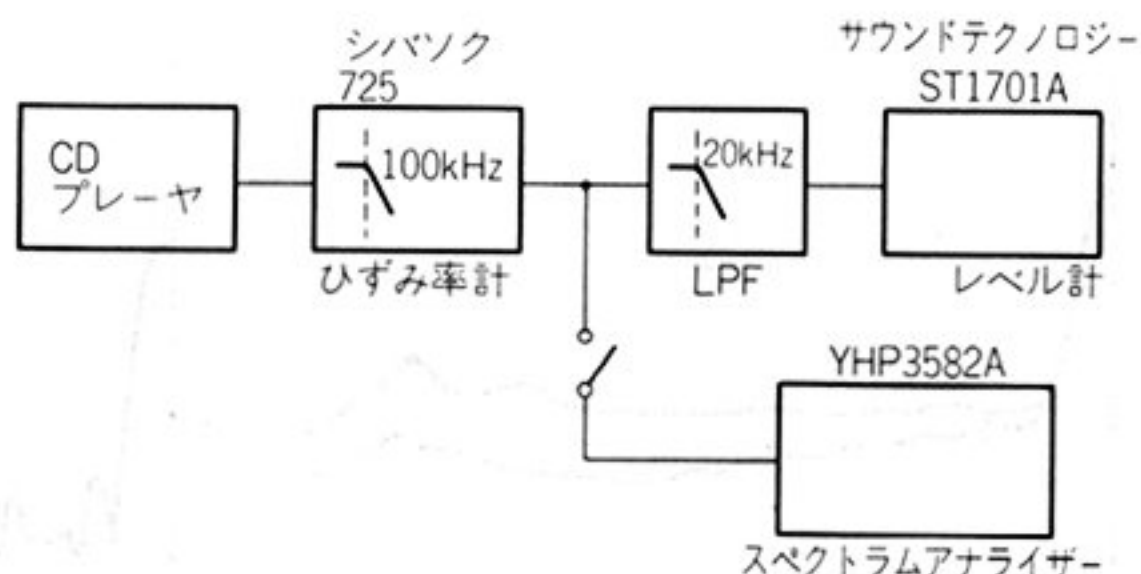 シバソク
725
サウンドテクノロジー
ST1701A
CD
プレーヤ
100kHz
20kHz
ひずみ率計
LPF
レベル計
YHP3582A
スペクトラムアナライザー